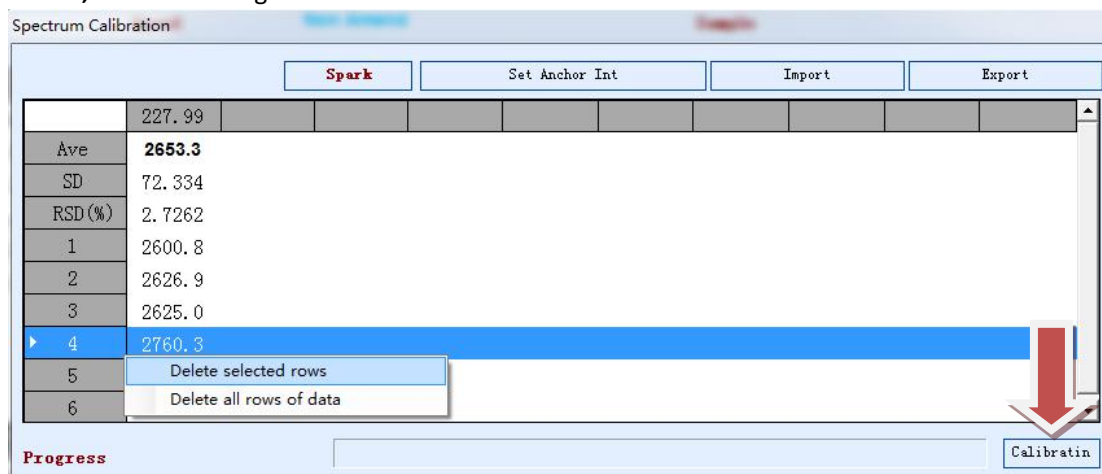 Spectrum Calibration
Spark Set Anchor Int Import Export
227.99
Ave 2653.3
SD 72.334
RSD(%) 2.7262
1 2600.8
2 2626.9
3 2625.0
4 2760.3
5 Delete selected rows
6 Delete all rows of data
Progress Calibratin